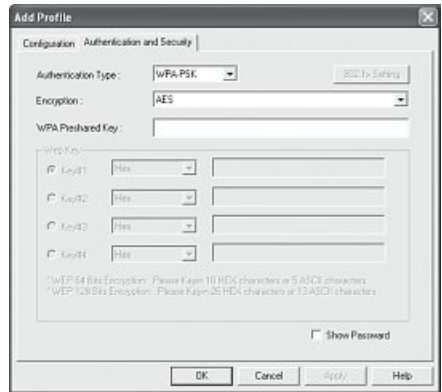 Add Profile
Configuration Authentication and Security
Authentication Type : WPA-PSK 802.1x Setting
Encryption : AES
WPA Preshared Key :
Wep Key
Key#1 Hex
Key#2 Hex
Key#3 Hex
Key#4 Hex
* WEP 64 Bits Encryption : Please Keyin 10 HEX characters or 5 ASCII characters
* WEP 128 Bits Encryption : Please Keyin 26 HEX characters or 13 ASCII characters
Show Password
OK Cancel Apply Help